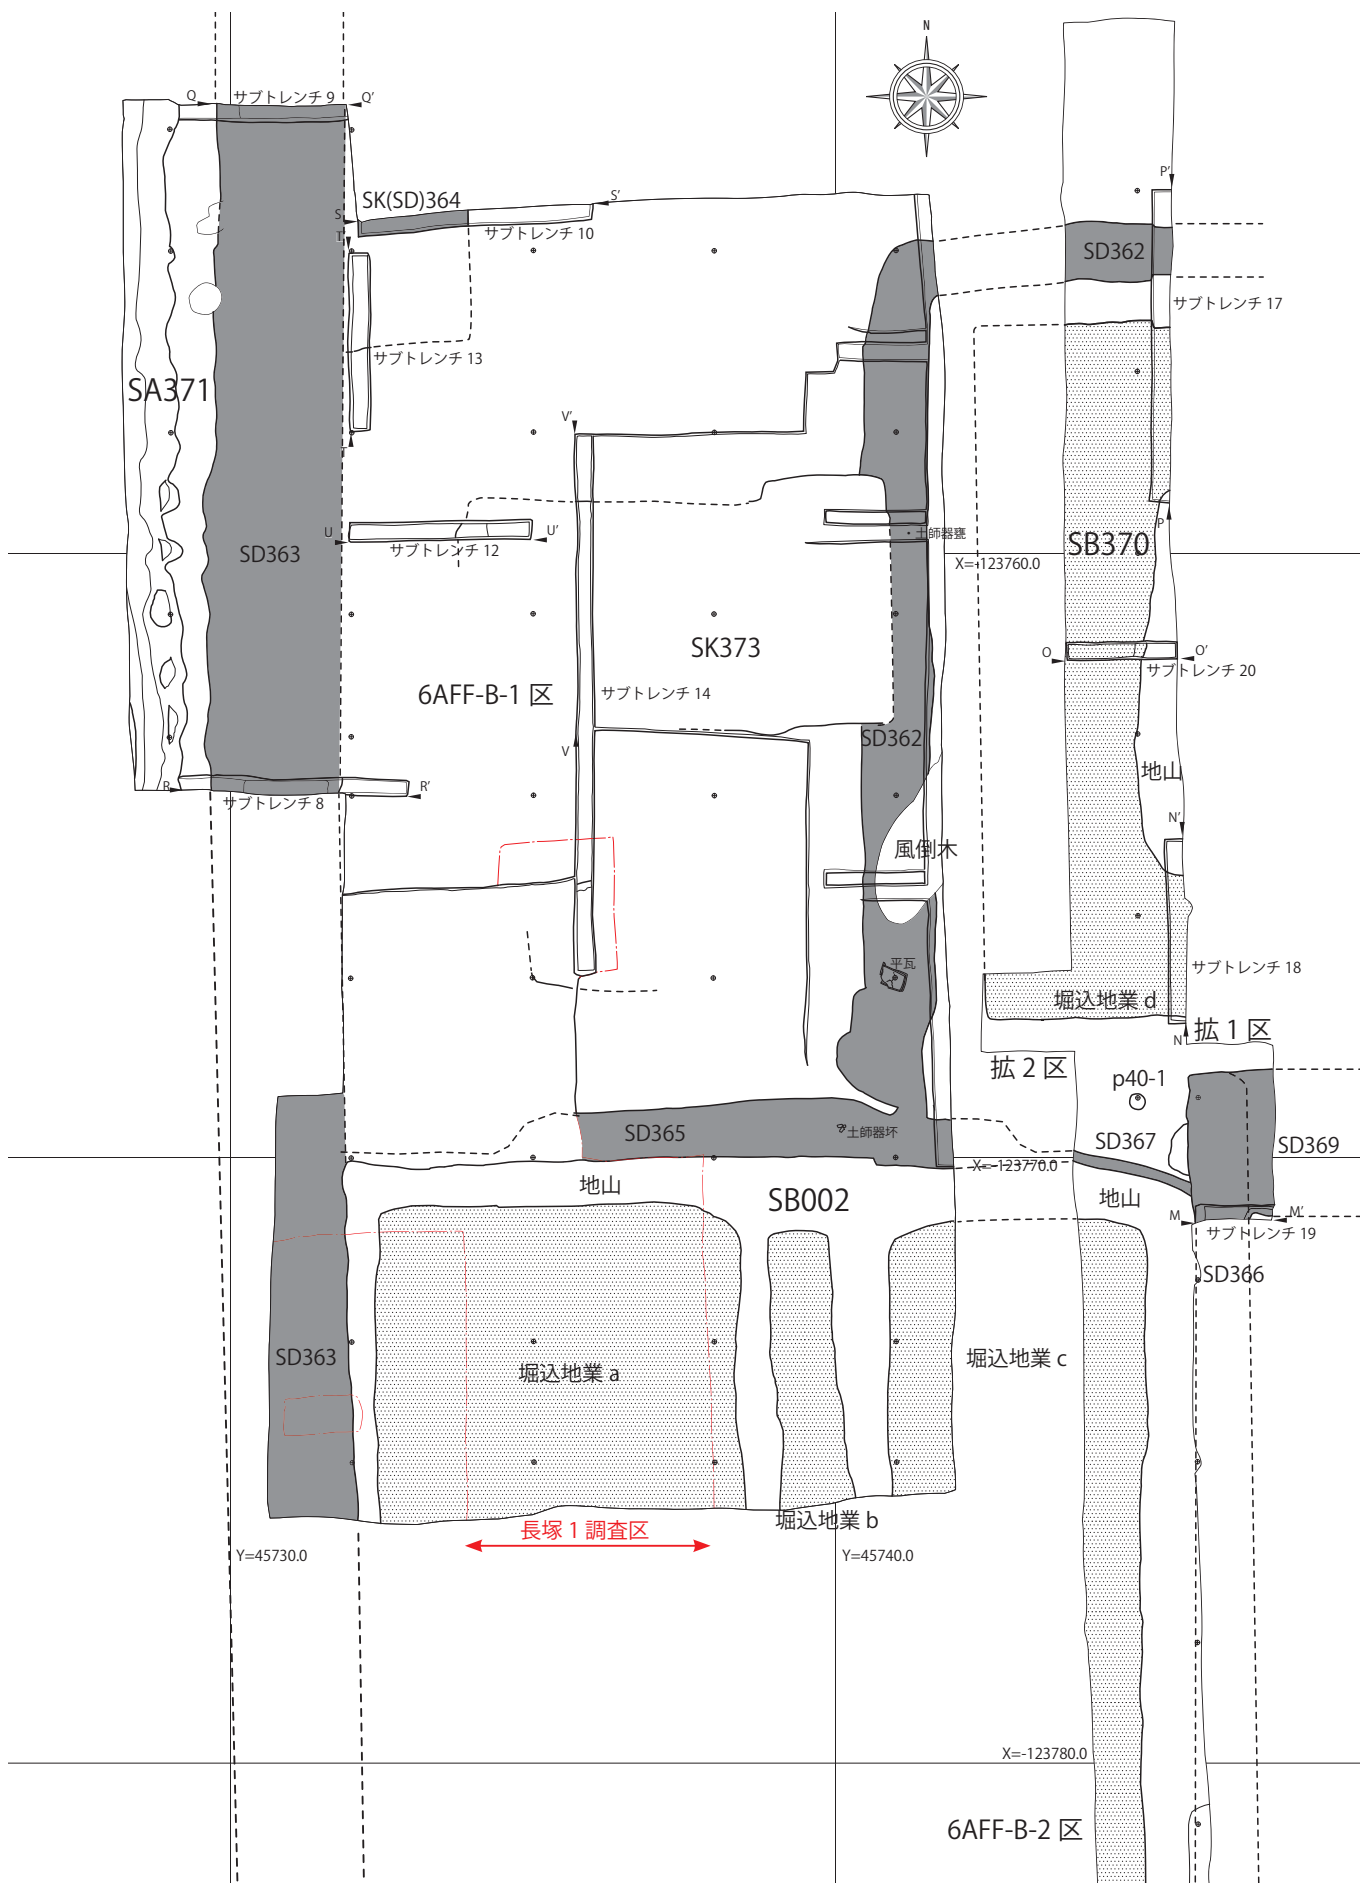 N
Q
サブトレンチ 9
Q'
P'
SK(SD)364
S'
S
サブトレンチ 10
T
SD362
サブトレンチ 17
サブトレンチ 13
SA371
V'
T'
P
U
U'
サブトレンチ 12
SD363
・土師器甕
SB370
X=-123760.0
SK373
O
O'
サブトレンチ 20
6AFF-B-1 区
サブトレンチ 14
SD362
V
地山
R
R'
サブトレンチ 8
N'
風倒木
平瓦
サブトレンチ 18
堀込地業 d
N
拡 1 区
拡 2 区
p40-1
SD365
土師器坏
SD367
SD369
X=-123770.0
地山
SB002
地山
M
M'
サブトレンチ 19
SD366
SD363
堀込地業 a
堀込地業 c
堀込地業 b
長塚 1 調査区
Y=45730.0
Y=45740.0
X=-123780.0
6AFF-B-2 区